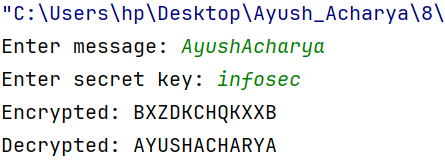 "C:\Users\hp\Desktop\Ayush_Acharya\8\
Enter message: AyushAcharya
Enter secret key: infosec
Encrypted: BXZDKCHQKXXB
Decrypted: AYUSHACHARYA